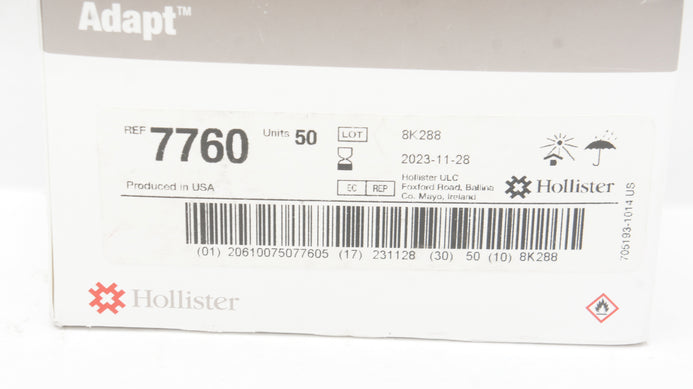 Adapt™
REF 7760 Units 50
LOT 8K288
2023-11-28
Produced in USA
EC REP Hollister ULC
Foxford Road, Ballina
Co. Mayo, Ireland
Hollister
(01) 20610075077605 (17) 231128 (30) 50 (10) 8K288
705193-1014 US
Hollister